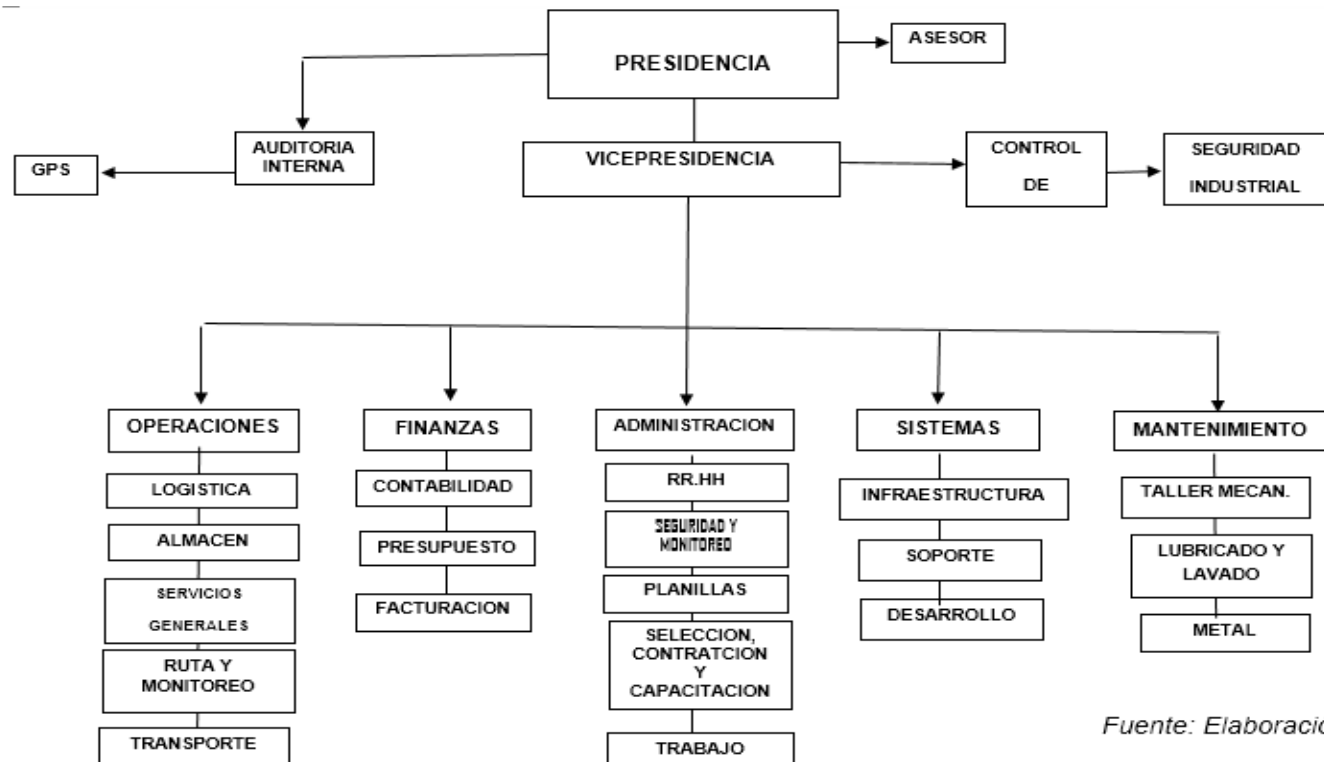 ASESOR
PRESIDENCIA
AUDITORIA
INTERNA
GPS
VICEPRESIDENCIA
CONTROL
DE
SEGURIDAD
INDUSTRIAL
OPERACIONES
LOGISTICA
ALMACEN
SERVICIOS
GENERALES
RUTA Y
MONITOREO
TRANSPORTE
FINANZAS
CONTABILIDAD
PRESUPUESTO
FACTURACION
ADMINISTRACION
RR.HH
SEGURIDAD Y
MONITOREO
PLANILLAS
SELECCION,
CONTRATCION
Y
CAPACITACION
TRABAJO
SISTEMAS
INFRAESTRUCTURA
SOPORTE
DESARROLLO
MANTENIMIENTO
TALLER MECAN.
LUBRICADO Y
LAVADO
METAL
Fuente: Elaboracio